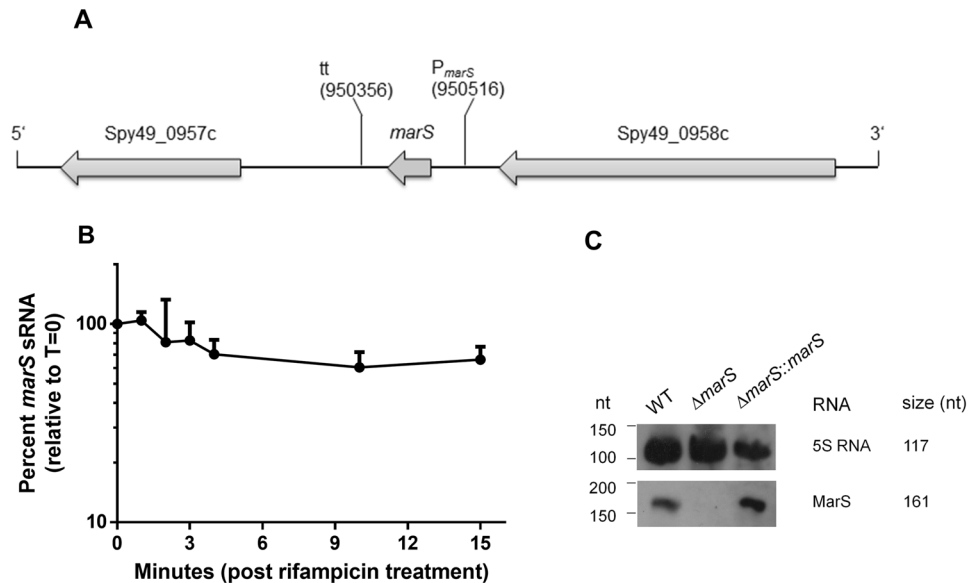 A
tt
(950356)
PmarS
(950516)
5‘
Spy49_0957c
marS
Spy49_0958c
3‘
B
Percent marS sRNA
(relative to T=0)
100
10
0 3 6 9 12 15
Minutes (post rifampicin treatment)
C
nt
WT
ΔmarS
ΔmarS::marS
RNA
size (nt)
150
100
5S RNA
117
200
150
MarS
161